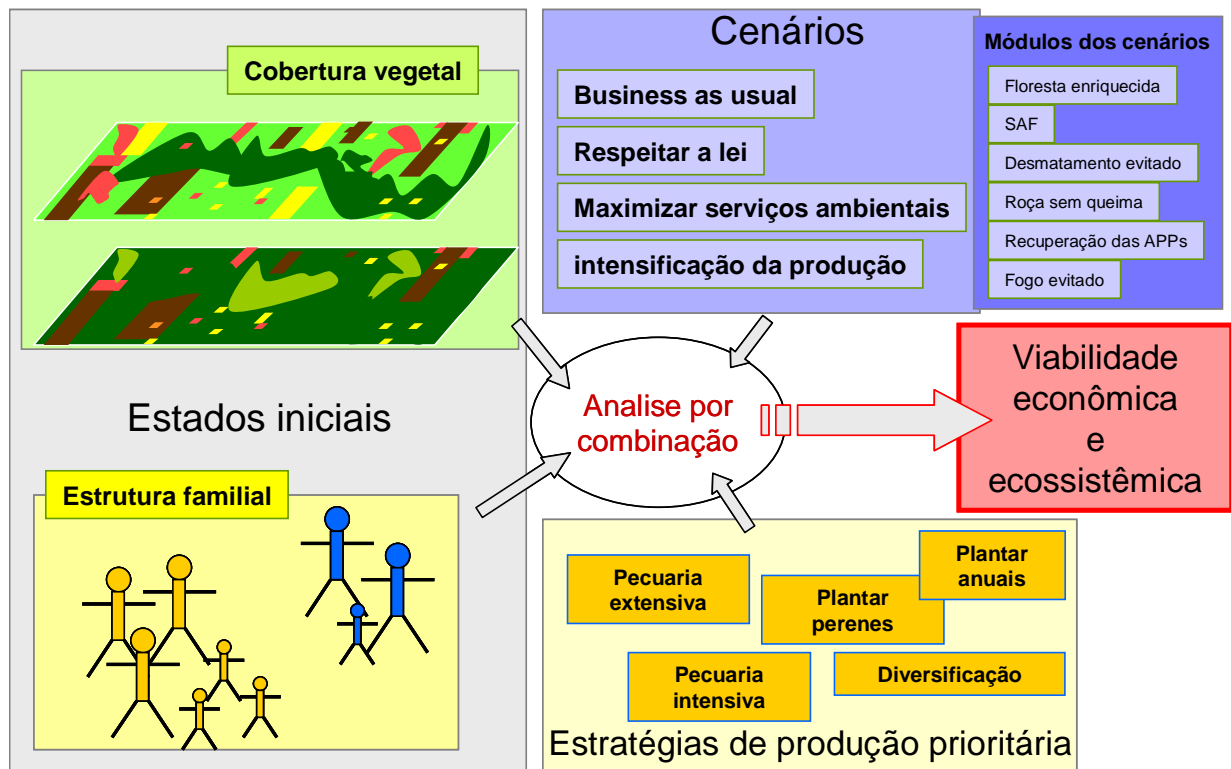 Cobertura vegetal
Estados iniciais
Estrutura familial
Cenários
Business as usual
Respeitar a lei
Maximizar serviços ambientais
intensificação da produção
Módulos dos cenários
Floresta enriquecida
SAF
Desmatamento evitado
Roça sem queima
Recuperação das APPs
Fogo evitado
Analise por
combinação
Viabilidade
econômica
e
ecossistêmica
Pecuaria
extensiva
Plantar
perenes
Plantar
anuais
Pecuaria
intensiva
Diversificação
Estratégias de produção prioritária